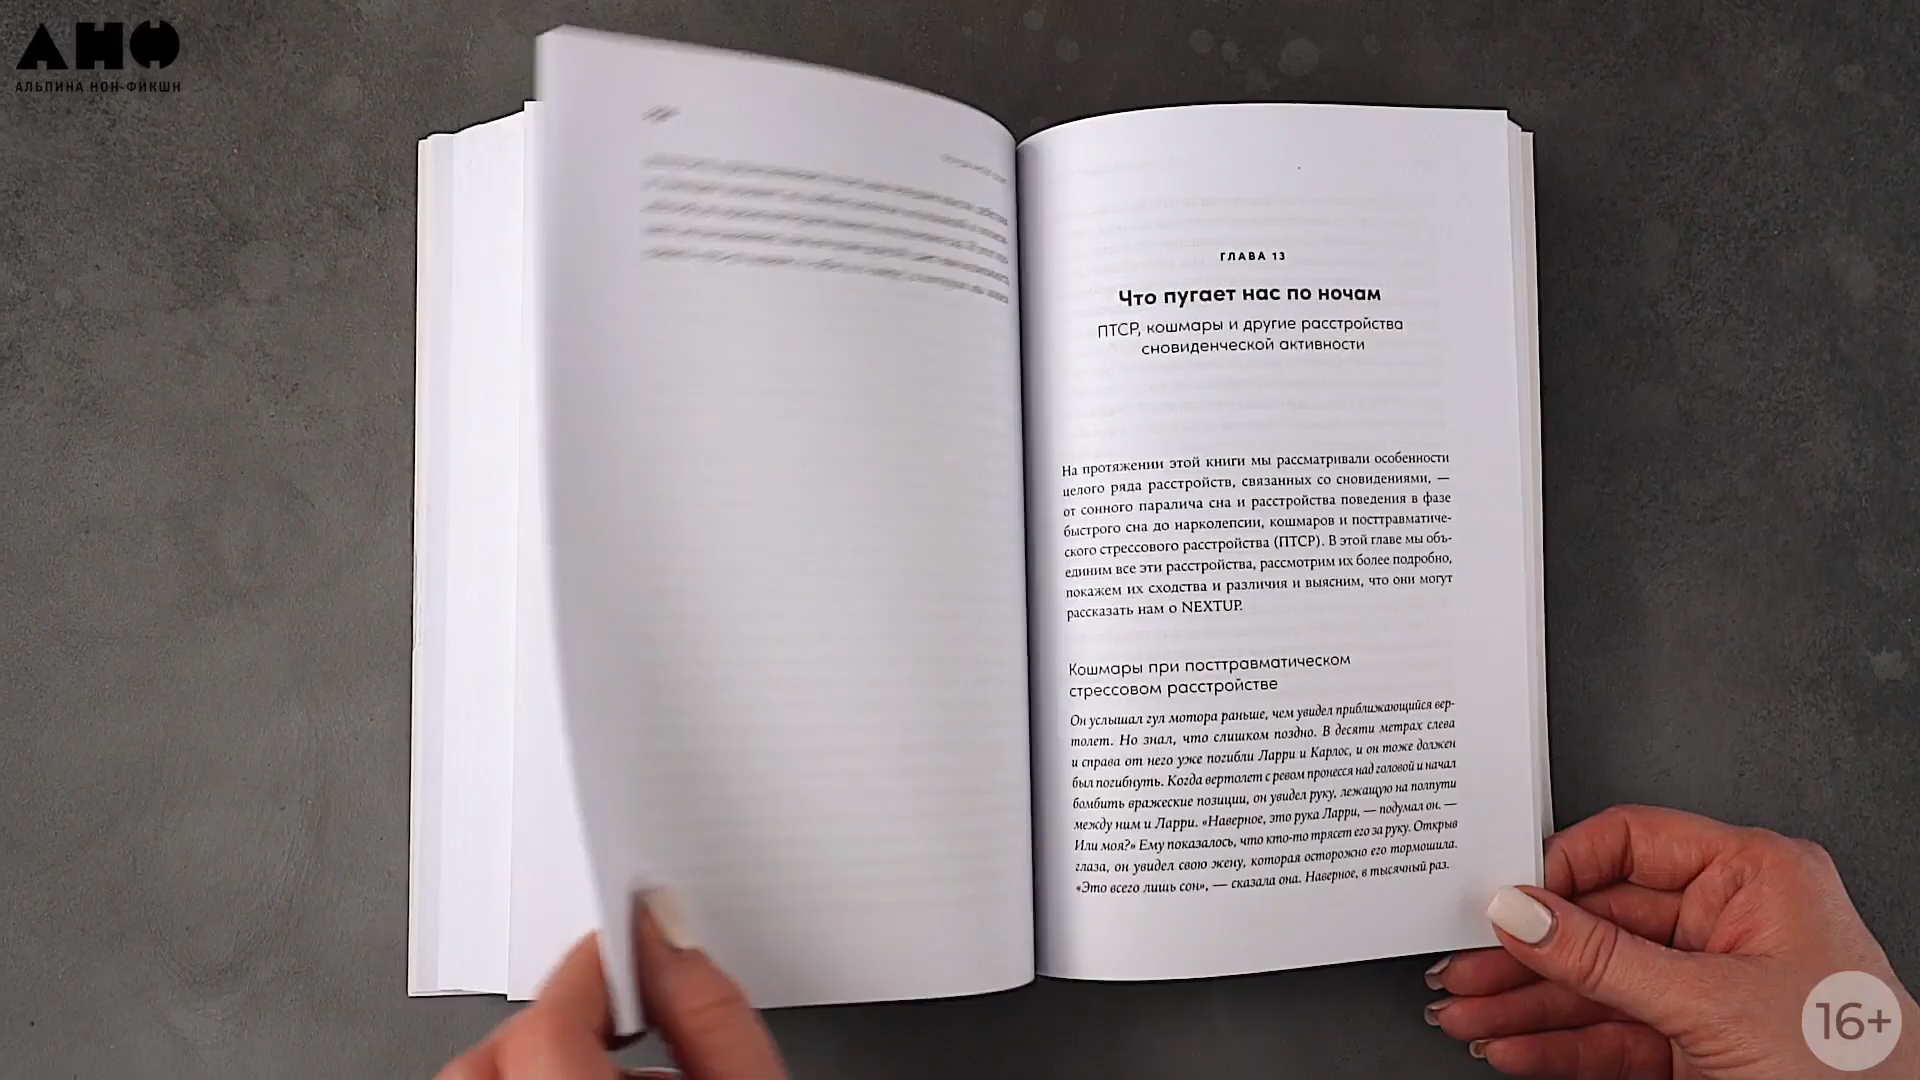 АНФ
АЛЬПИНА НОН-ФИКШН
ГЛАВА 13
Что пугает нас по ночам
ПТСР, кошмары и другие расстройства
сновиденческой активности
На протяжении этой книги мы рассматривали особенности
целого ряда расстройств, связанных со сновидениями, —
от сонного паралича сна и расстройства поведения в фазе
быстрого сна до нарколепсии, кошмаров и посттравматиче-
ского стрессового расстройства (ПТСР). В этой главе мы объ-
единим все эти расстройства, рассмотрим их более подробно,
покажем их сходства и различия и выясним, что они могут
рассказать нам о NEXTUP.
Кошмары при посттравматическом
стрессовом расстройстве
Он услышал гул мотора раньше, чем увидел приближающийся вер-
толет. Но знал, что слишком поздно. В десяти метрах слева
и справа от него уже погибли Ларри и Карлос, и он тоже должен
был погибнуть. Когда вертолет с ревом пронесся над головой и начал
бомбить вражеские позиции, он увидел руку, лежащую на полпути
между ним и Ларри. «Наверное, это рука Ларри, — подумал он. —
Или моя?» Ему показалось, что кто-то трясет его за руку. Открыв
глаза, он увидел свою жену, которая осторожно его тормошила.
«Это всего лишь сон», — сказала она. Наверное, в тысячный раз.
16+